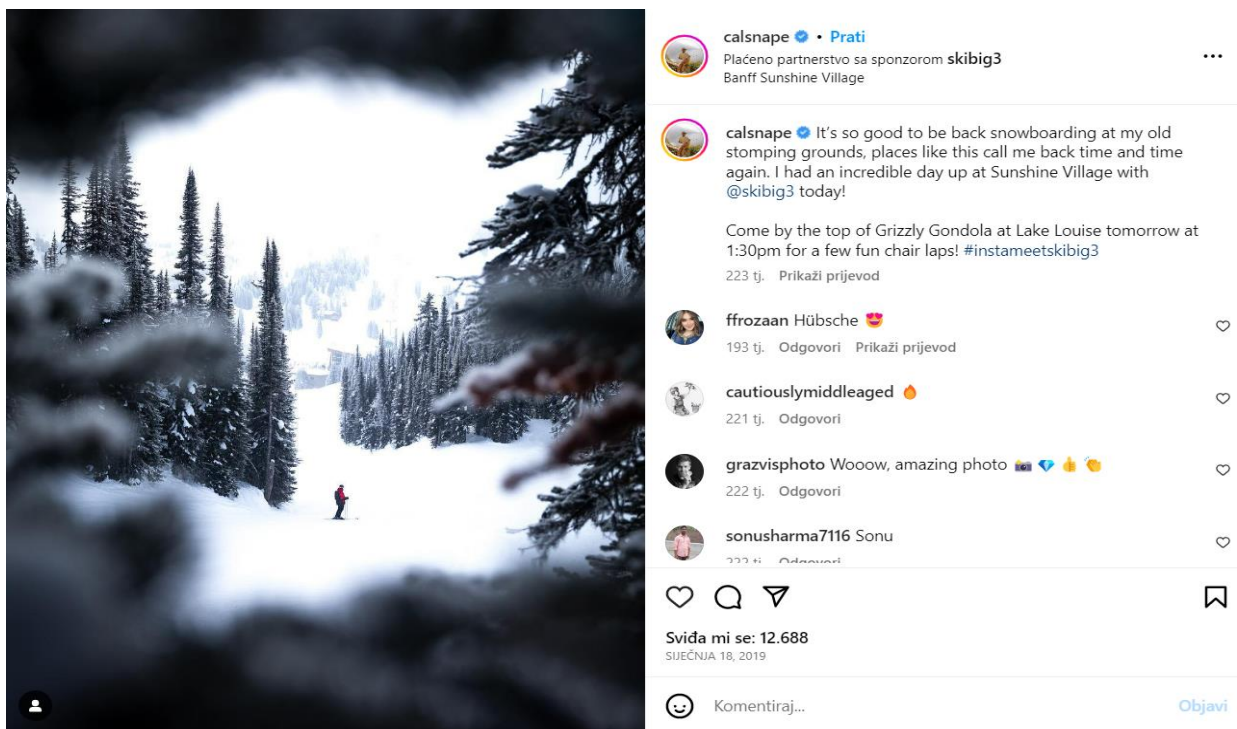 calsnape • Prati
Plaćeno partnerstvo sa sponzorom skibig3
Banff Sunshine Village
calsnape It's so good to be back snowboarding at my old
stomping grounds, places like this call me back time and time
again. I had an incredible day up at Sunshine Village with
@skibig3 today!
Come by the top of Grizzly Gondola at Lake Louise tomorrow at
1:30pm for a few fun chair laps! #instameetskibig3
223 tj. Prikaži prijevod
ffrozaan Hübsche 😍
193 tj. Odgovori Prikaži prijevod
cautiouslymiddleaged 🔥
221 tj. Odgovori
grazvisphoto Wooow, amazing photo 📸 💎 👍 👏
222 tj. Odgovori
sonusharma7116 Sonu
222 tj. Odgovori
Sviđa mi se: 12.688
SIJEČNJA 18, 2019
Komentiraj... Objavi